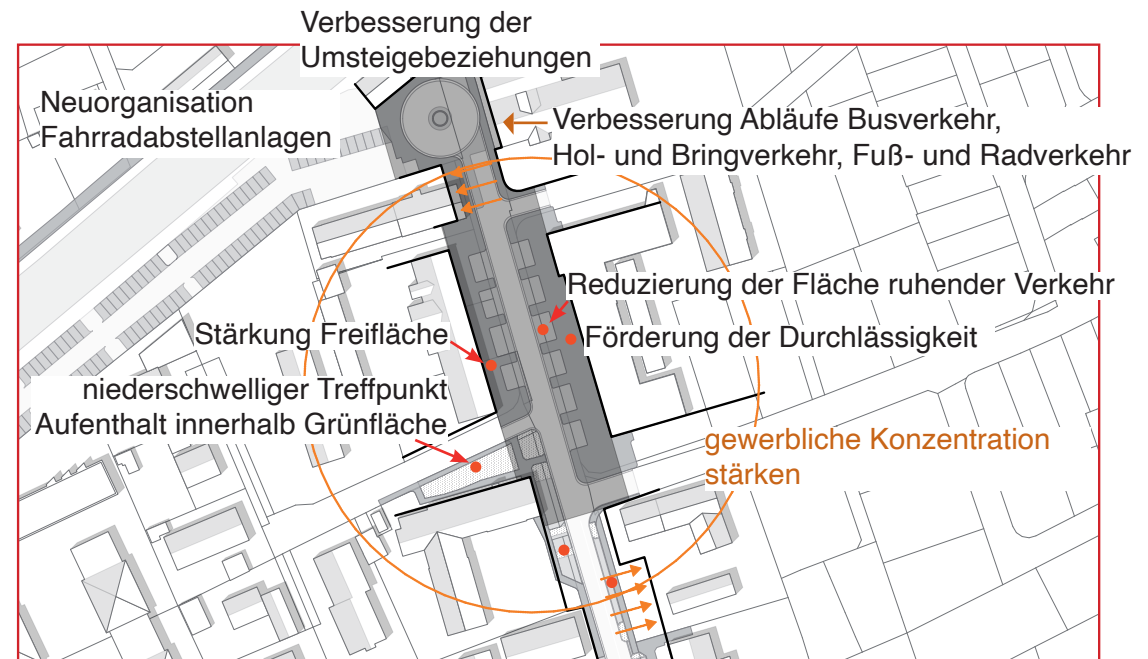 Verbesserung der
Umsteigebeziehungen
Neuorganisation
Fahrradabstellanlagen
Verbesserung Abläufe Busverkehr,
Hol- und Bringverkehr, Fuß- und Radverkehr
Reduzierung der Fläche ruhender Verkehr
Stärkung Freifläche
Förderung der Durchlässigkeit
niederschwelliger Treffpunkt
Aufenthalt innerhalb Grünfläche
gewerbliche Konzentration
stärken